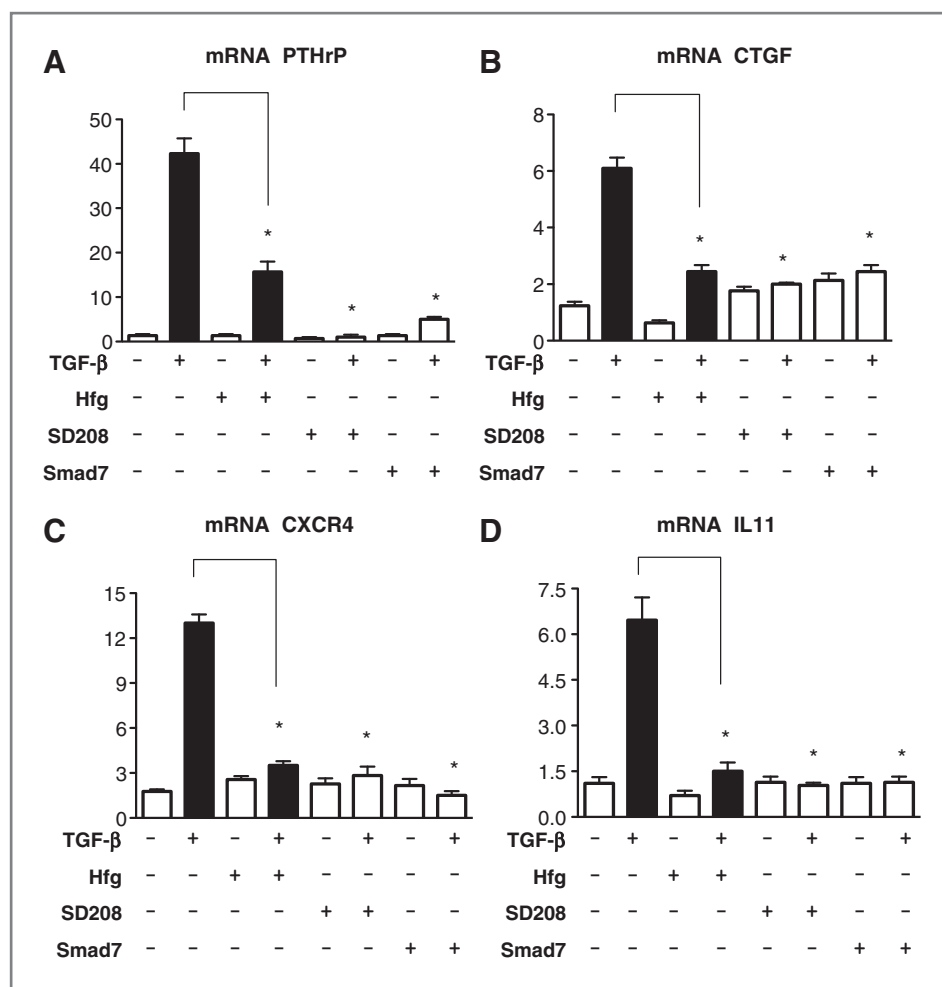 A mRNA PTHrP
50
40
30
20
10
0
*
*
*
TGF-β – + – + – + – +
Hfg – – + + – – – –
SD208 – – – – + + – –
Smad7 – – – – – – + +
B mRNA CTGF
8
6
4
2
0
*
*
*
TGF-β – + – + – + – +
Hfg – – + + – – – –
SD208 – – – – + + – –
Smad7 – – – – – – + +
C mRNA CXCR4
15
12
9
6
3
0
*
*
*
TGF-β – + – + – + – +
Hfg – – + + – – – –
SD208 – – – – + + – –
Smad7 – – – – – – + +
D mRNA IL11
7.5
6.0
4.5
3.0
1.5
0.0
*
*
*
TGF-β – + – + – + – +
Hfg – – + + – – – –
SD208 – – – – + + – –
Smad7 – – – – – – + +